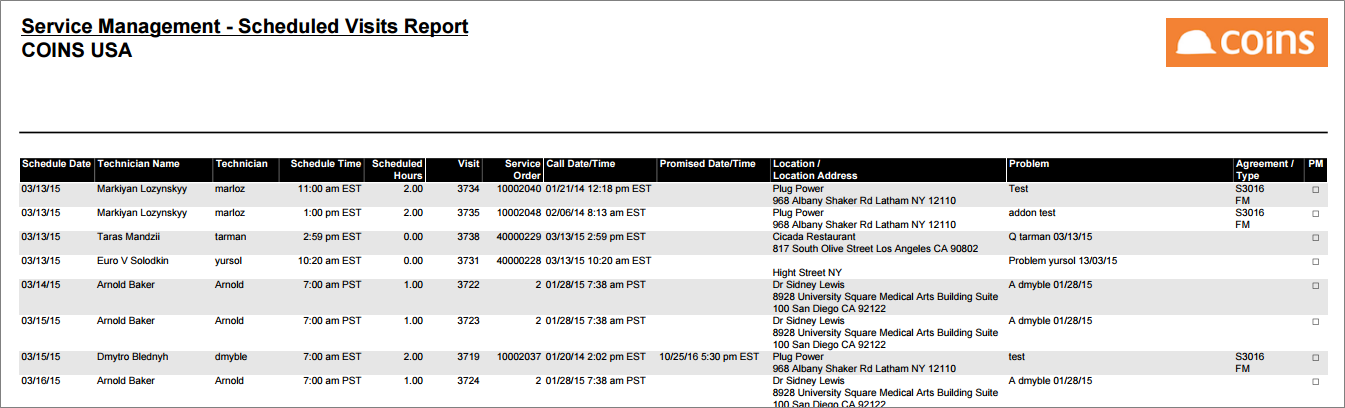 Service Management - Scheduled Visits Report
COINS USA
coins
Schedule Date Technician Name Technician Schedule Time Scheduled Hours Visit Service Order Call Date/Time Promised Date/Time Location / Location Address Problem Agreement / Type PM
03/13/15 Markiyan Lozynskyy marloz 11:00 am EST 2.00 3734 10002040 01/21/14 12:18 pm EST Plug Power Test S3016
968 Albany Shaker Rd Latham NY 12110 FM
03/13/15 Markiyan Lozynskyy marloz 1:00 pm EST 2.00 3735 10002048 02/06/14 8:13 am EST Plug Power addon test S3016
968 Albany Shaker Rd Latham NY 12110 FM
03/13/15 Taras Mandzii tarman 2:59 pm EST 0.00 3738 40000229 03/13/15 2:59 pm EST Cicada Restaurant Q tarman 03/13/15
817 South Olive Street Los Angeles CA 90802
03/13/15 Euro V Solodkin yursol 10:20 am EST 0.00 3731 40000228 03/13/15 10:20 am EST Problem yursol 13/03/15
Hight Street NY
03/14/15 Arnold Baker Arnold 7:00 am PST 1.00 3722 2 01/28/15 7:38 am PST Dr Sidney Lewis A dmyble 01/28/15
8928 University Square Medical Arts Building Suite
100 San Diego CA 92122
03/15/15 Arnold Baker Arnold 7:00 am PST 1.00 3723 2 01/28/15 7:38 am PST Dr Sidney Lewis A dmyble 01/28/15
8928 University Square Medical Arts Building Suite
100 San Diego CA 92122
03/15/15 Dmytro Blednyh dmyble 7:00 am EST 2.00 3719 10002037 01/20/14 2:02 pm EST 10/25/16 5:30 pm EST Plug Power test S3016
968 Albany Shaker Rd Latham NY 12110 FM
03/16/15 Arnold Baker Arnold 7:00 am PST 1.00 3724 2 01/28/15 7:38 am PST Dr Sidney Lewis A dmyble 01/28/15
8928 University Square Medical Arts Building Suite
100 San Diego CA 92122